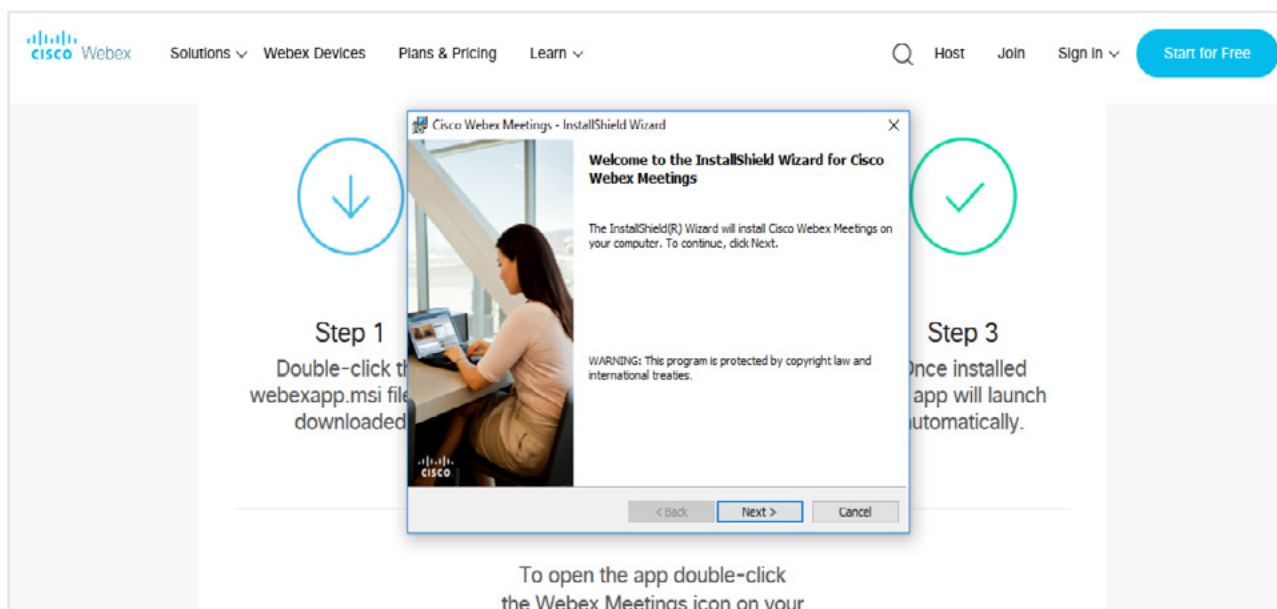 CISCO Webex
Solutions Webex Devices Plans & Pricing Learn Host Join Sign In Start for Free
Cisco Webex Meetings - InstallShield Wizard
Welcome to the InstallShield Wizard for Cisco
Webex Meetings
The InstallShield(R) Wizard will install Cisco Webex Meetings on
your computer. To continue, click Next.
WARNING: This program is protected by copyright law and
international treaties.
CISCO
< Back Next > Cancel
Step 1
Double-click
webexapp.msi
downloaded
Step 3
installed
app will launch
To open the app double-click
the Webex Meetings icon on your